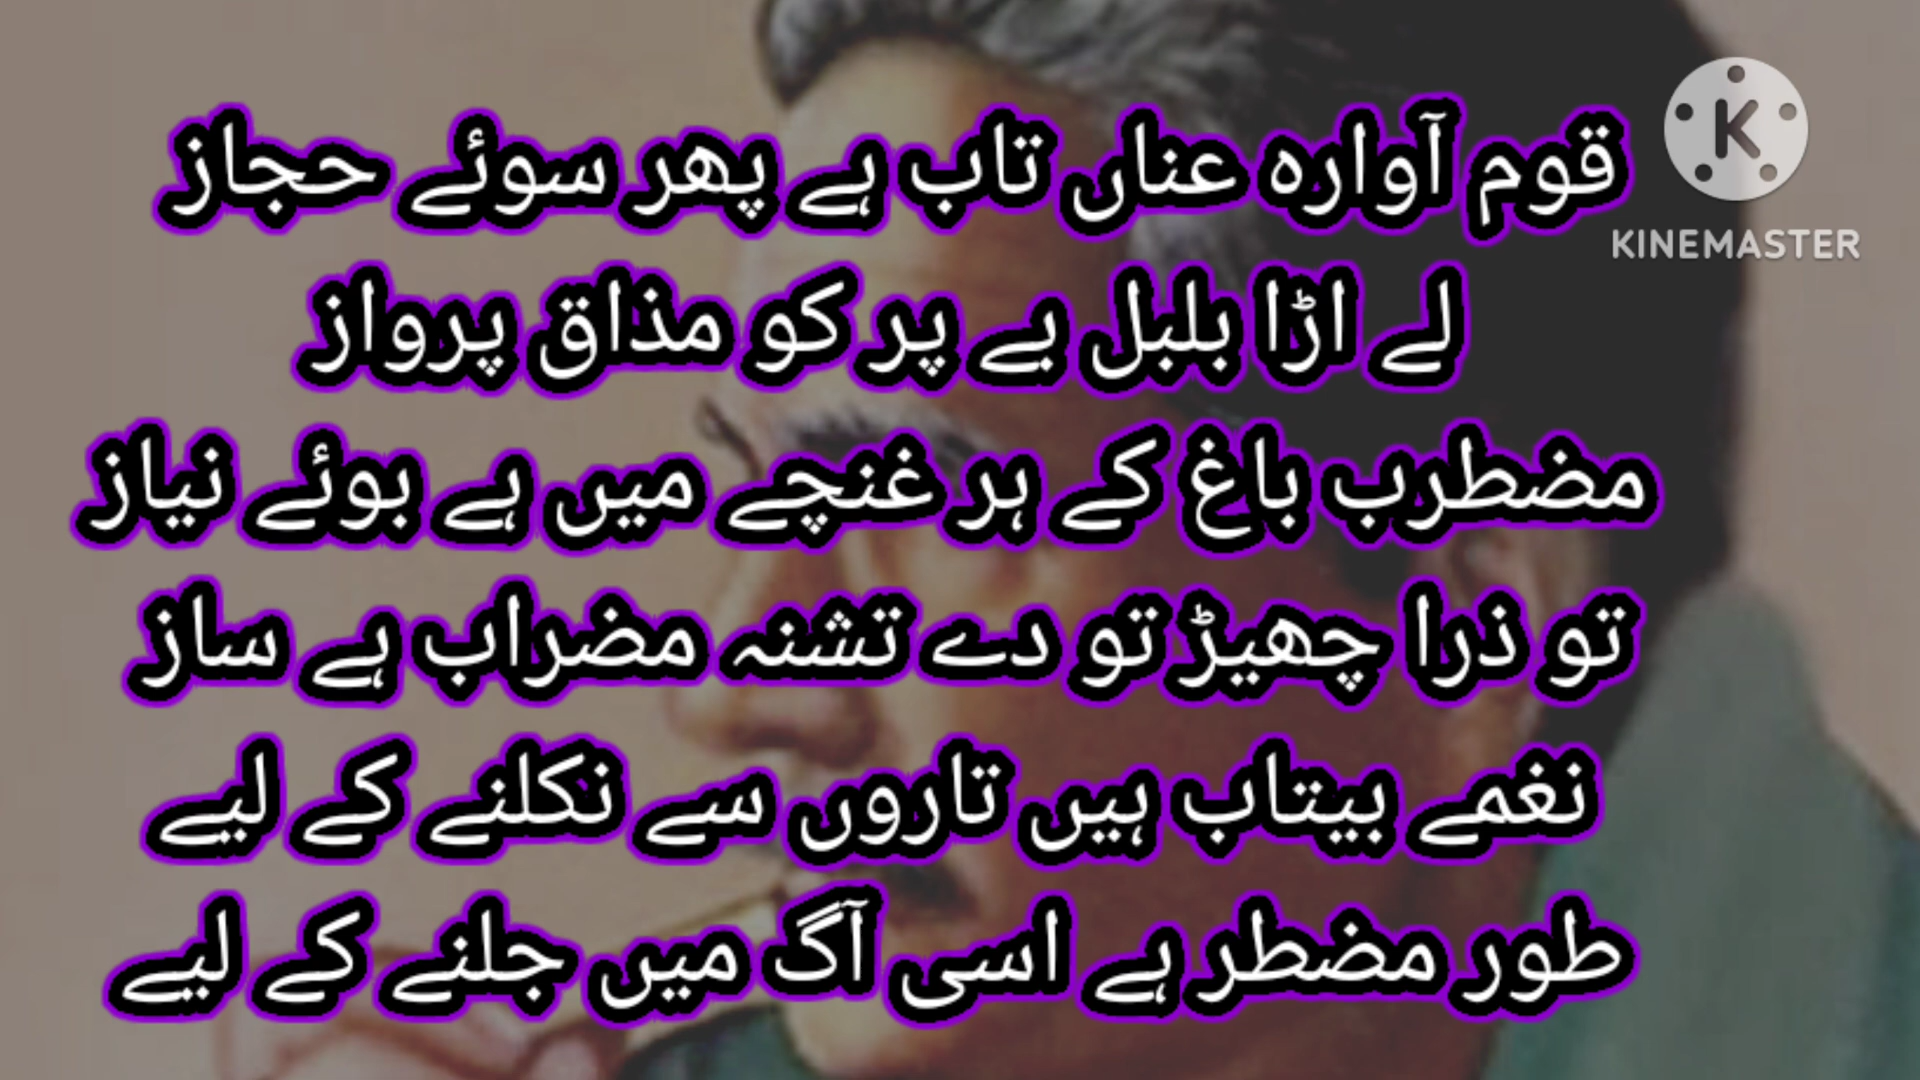 قوم آوارہ عناں تاب ہے پھر سوئے حجاز
لے اڑا بلبل بے پر کو مذاق پرواز
مضطرب باغ کے ہر غنچے میں ہے بوئے نیاز
تو ذرا چھیڑ تو دے تشنہ مضراب ہے ساز
نغمے بیتاب ہیں تاروں سے نکلنے کے لیے
طور مضطر ہے اسی آگ میں جلنے کے لیے
K
KINEMASTER